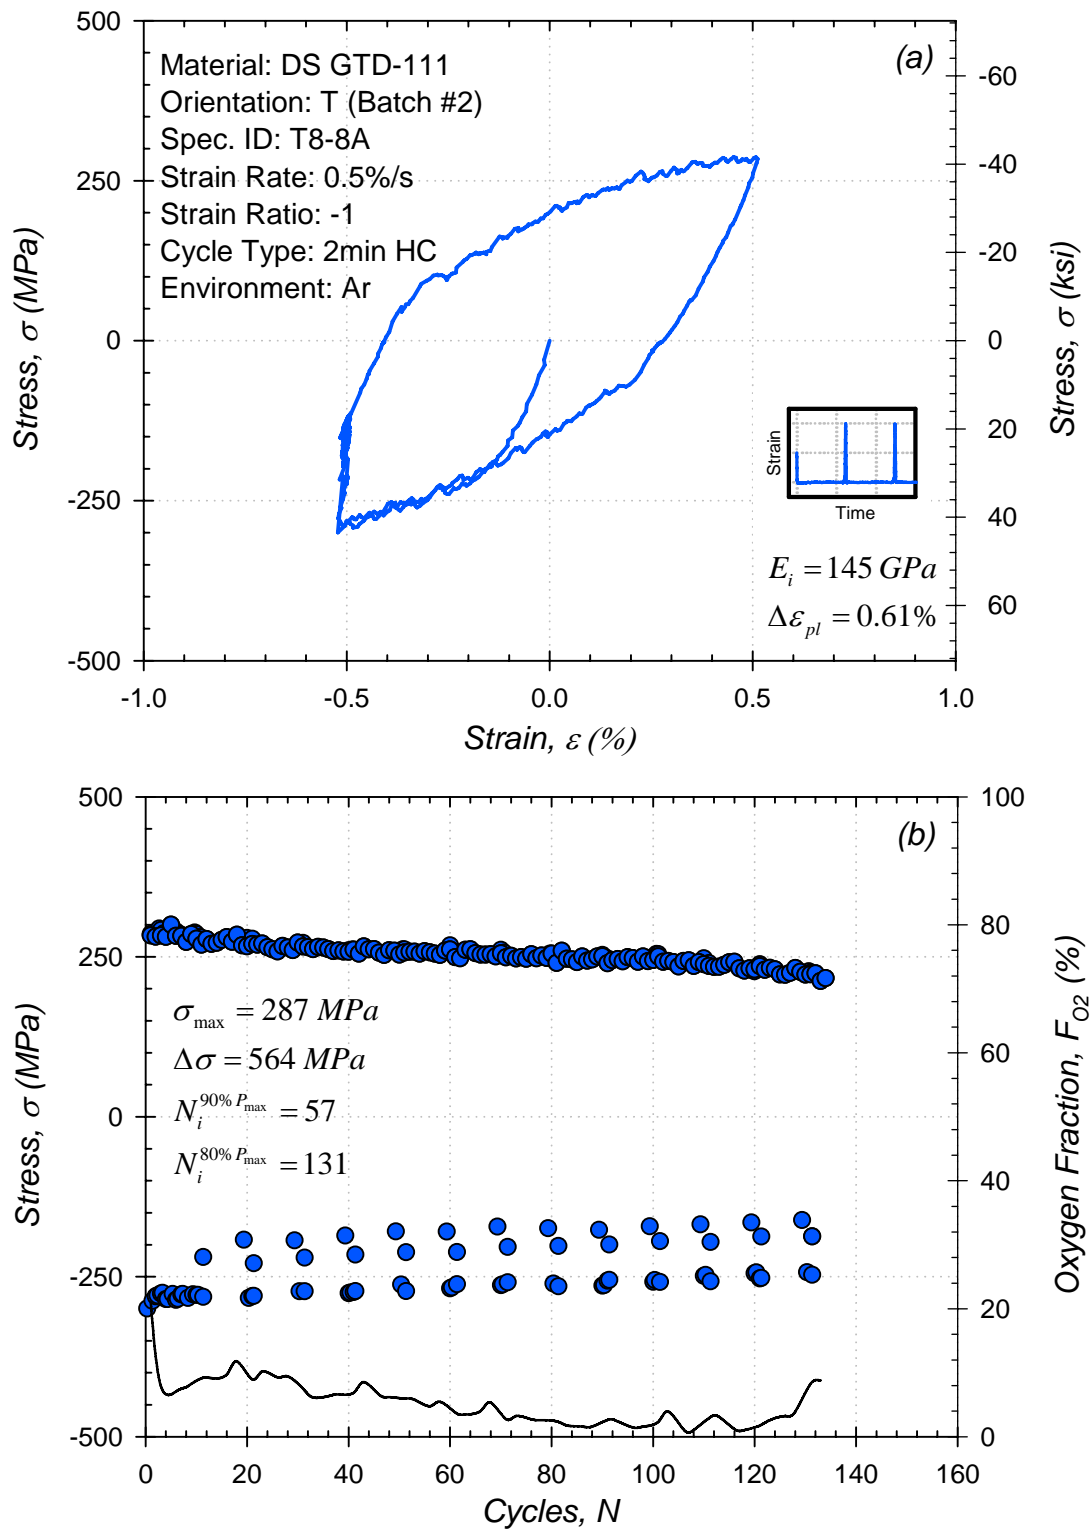 500
250
0
-250
-500
Stress, σ (MPa)
(a)
Material: DS GTD-111
Orientation: T (Batch #2)
Spec. ID: T8-8A
Strain Rate: 0.5%/s
Strain Ratio: -1
Cycle Type: 2min HC
Environment: Ar
-60
-40
-20
0
20
40
60
Stress, σ (ksi)
Strain
Time
E_i = 145 GPa
Δε_pl = 0.61%
-1.0 -0.5 0.0 0.5 1.0
Strain, ε (%)
500
250
0
-250
-500
Stress, σ (MPa)
(b)
σ_max = 287 MPa
Δσ = 564 MPa
N_i^90% P_max = 57
N_i^80% P_max = 131
100
80
60
40
20
0
Oxygen Fraction, F_O2 (%)
0 20 40 60 80 100 120 140 160
Cycles, N